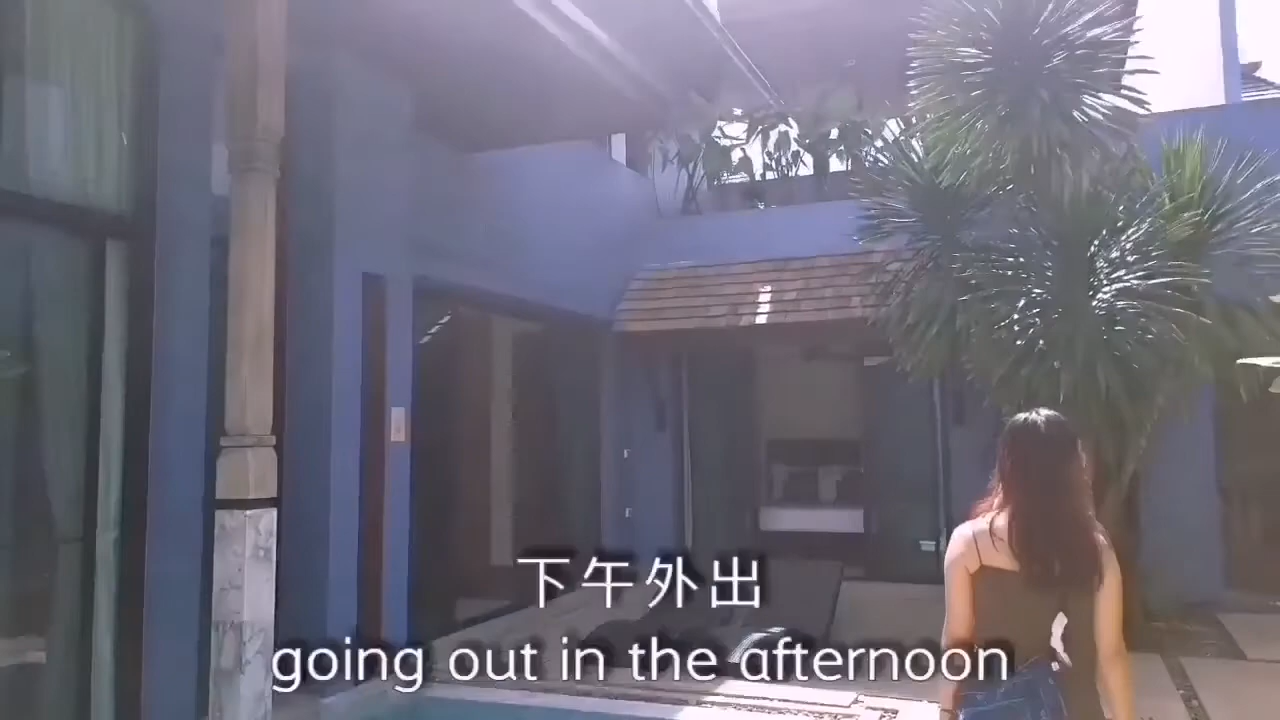 下午外出
going out in the afternoon